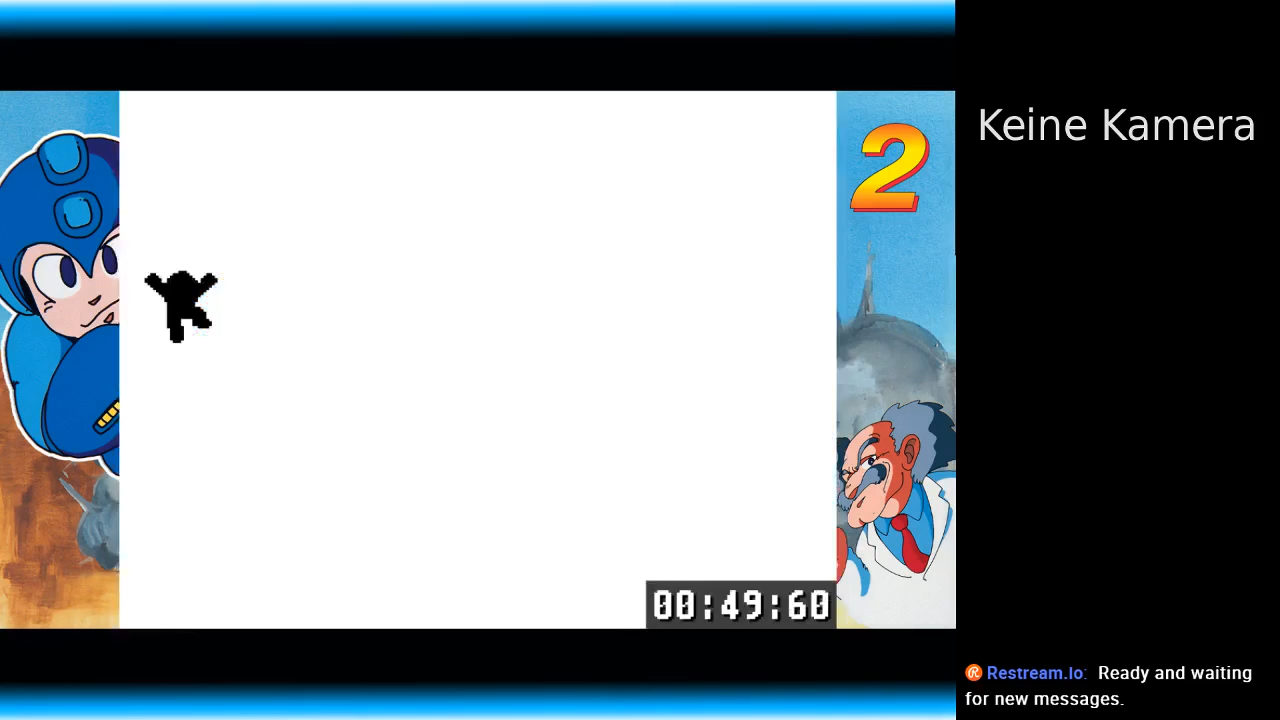 Keine Kamera
2
00:49:60
Restream.Io: Ready and waiting
for new messages.